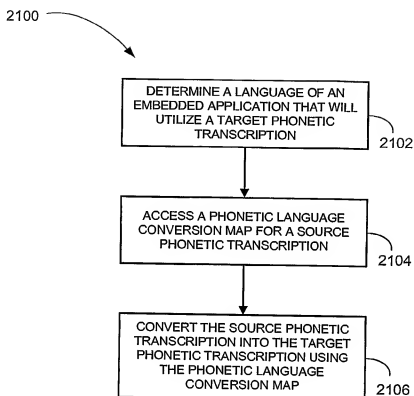 2100
DETERMINE A LANGUAGE OF AN
EMBEDDED APPLICATION THAT WILL
UTILIZE A TARGET PHONETIC
TRANSCRIPTION
2102
ACCESS A PHONETIC LANGUAGE
CONVERSION MAP FOR A SOURCE
PHONETIC TRANSCRIPTION
2104
CONVERT THE SOURCE PHONETIC
TRANSCRIPTION INTO THE TARGET
PHONETIC TRANSCRIPTION USING
THE PHONETIC LANGUAGE
CONVERSION MAP
2106